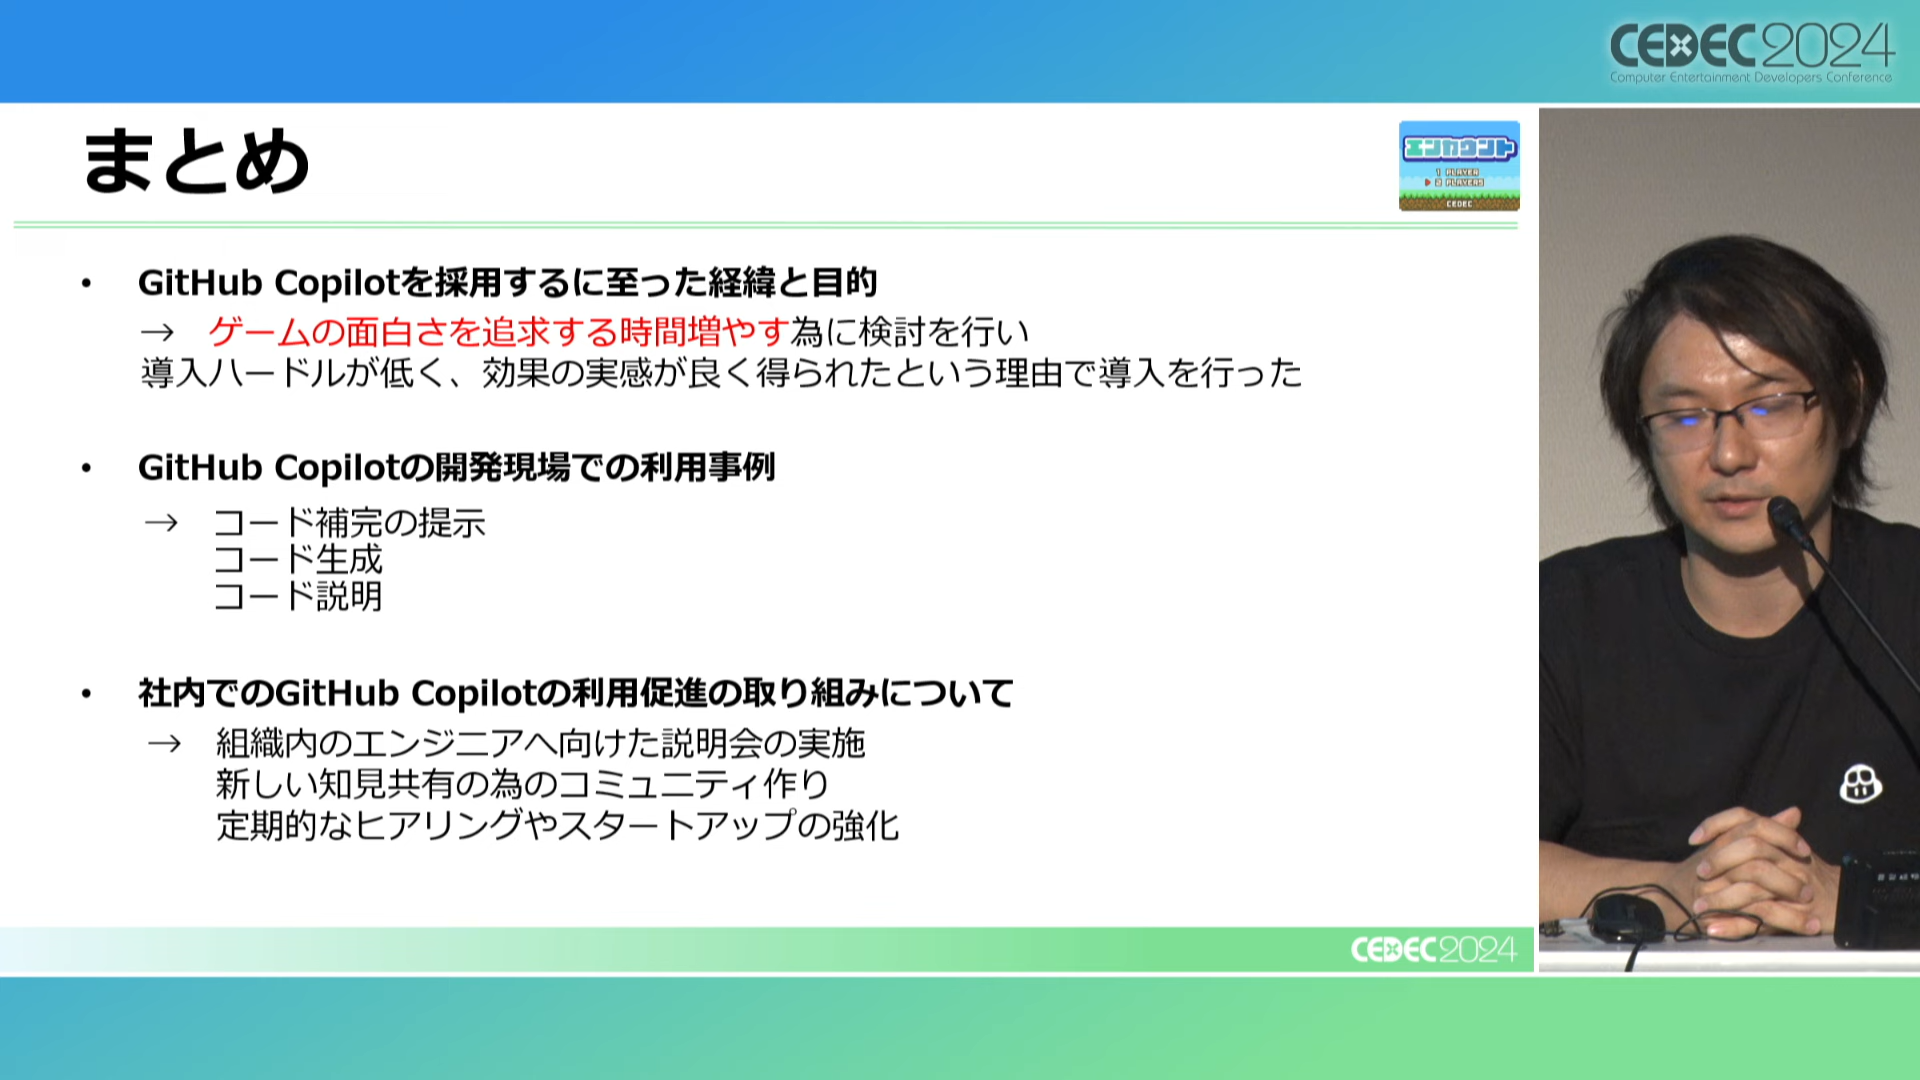 CEDEC2024
Computer Entertainment Developers Conference
まとめ
エンカウント
1 PLAYER
2 PLAYERS
CEDEC
• GitHub Copilotを採用するに至った経緯と目的
→ ゲームの面白さを追求する時間増やす為に検討を行い
導入ハードルが低く、効果の実感が良く得られたという理由で導入を行った
• GitHub Copilotの開発現場での利用事例
→ コード補完の提示
コード生成
コード説明
• 社内でのGitHub Copilotの利用促進の取り組みについて
→ 組織内のエンジニアへ向けた説明会の実施
新しい知見共有の為のコミュニティ作り
定期的なヒアリングやスタートアップの強化
CEDEC2024